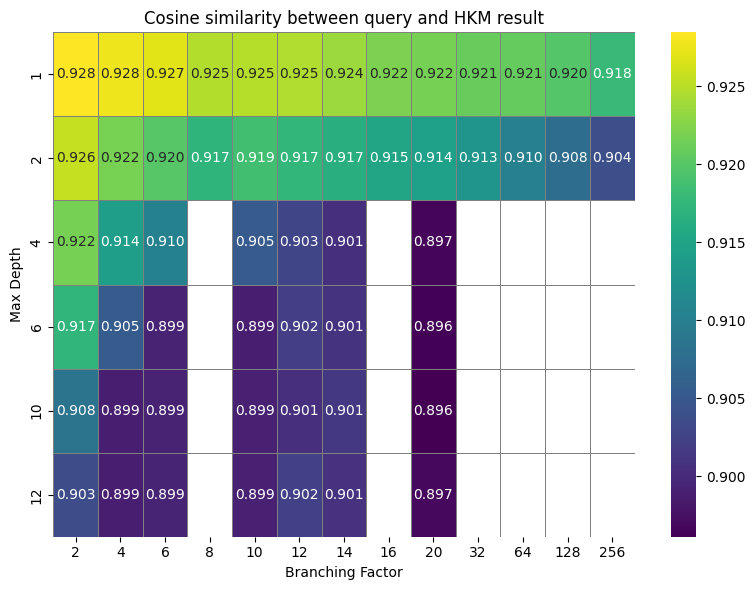 Cosine similarity between query and HKM result
Max Depth
1 0.928 0.928 0.927 0.925 0.925 0.925 0.924 0.922 0.922 0.921 0.921 0.920 0.918
2 0.926 0.922 0.920 0.917 0.919 0.917 0.917 0.915 0.914 0.913 0.910 0.908 0.904
4 0.922 0.914 0.910 0.905 0.903 0.901 0.897
6 0.917 0.905 0.899 0.899 0.902 0.901 0.896
10 0.908 0.899 0.899 0.899 0.901 0.901 0.896
12 0.903 0.899 0.899 0.899 0.902 0.901 0.897
2 4 6 8 10 12 14 16 20 32 64 128 256
Branching Factor
0.925
0.920
0.915
0.910
0.905
0.900